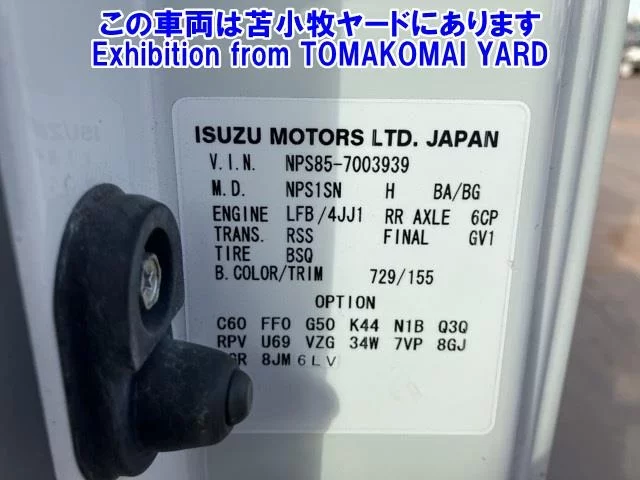 この車両は苫小牧ヤードにあります
Exhibition from TOMAKOMAI YARD
ISUZU MOTORS LTD. JAPAN
V.I.N. NPS85-7003939
M.D. NPS1SN H BA/BG
ENGINE LFB/4JJ1 RR AXLE 6CP
TRANS. RSS FINAL GV1
TIRE BSQ
B.COLOR/TRIM 729/155
OPTION
C60 FF0 G50 K44 N1B Q3Q
RPV U69 VZG 34W 7VP 8GJ
8JM 6LV